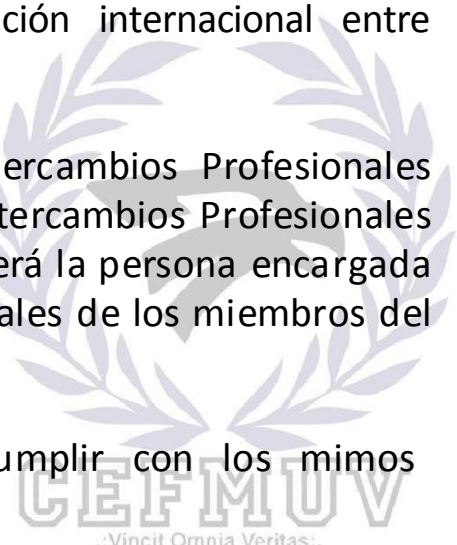 ción internacional entre
ercambios Profesionales
tercambios Profesionales
erá la persona encargada
ales de los miembros del
umplir con los mimos
CEFMUV
.:Vincit Omnia Veritas:.